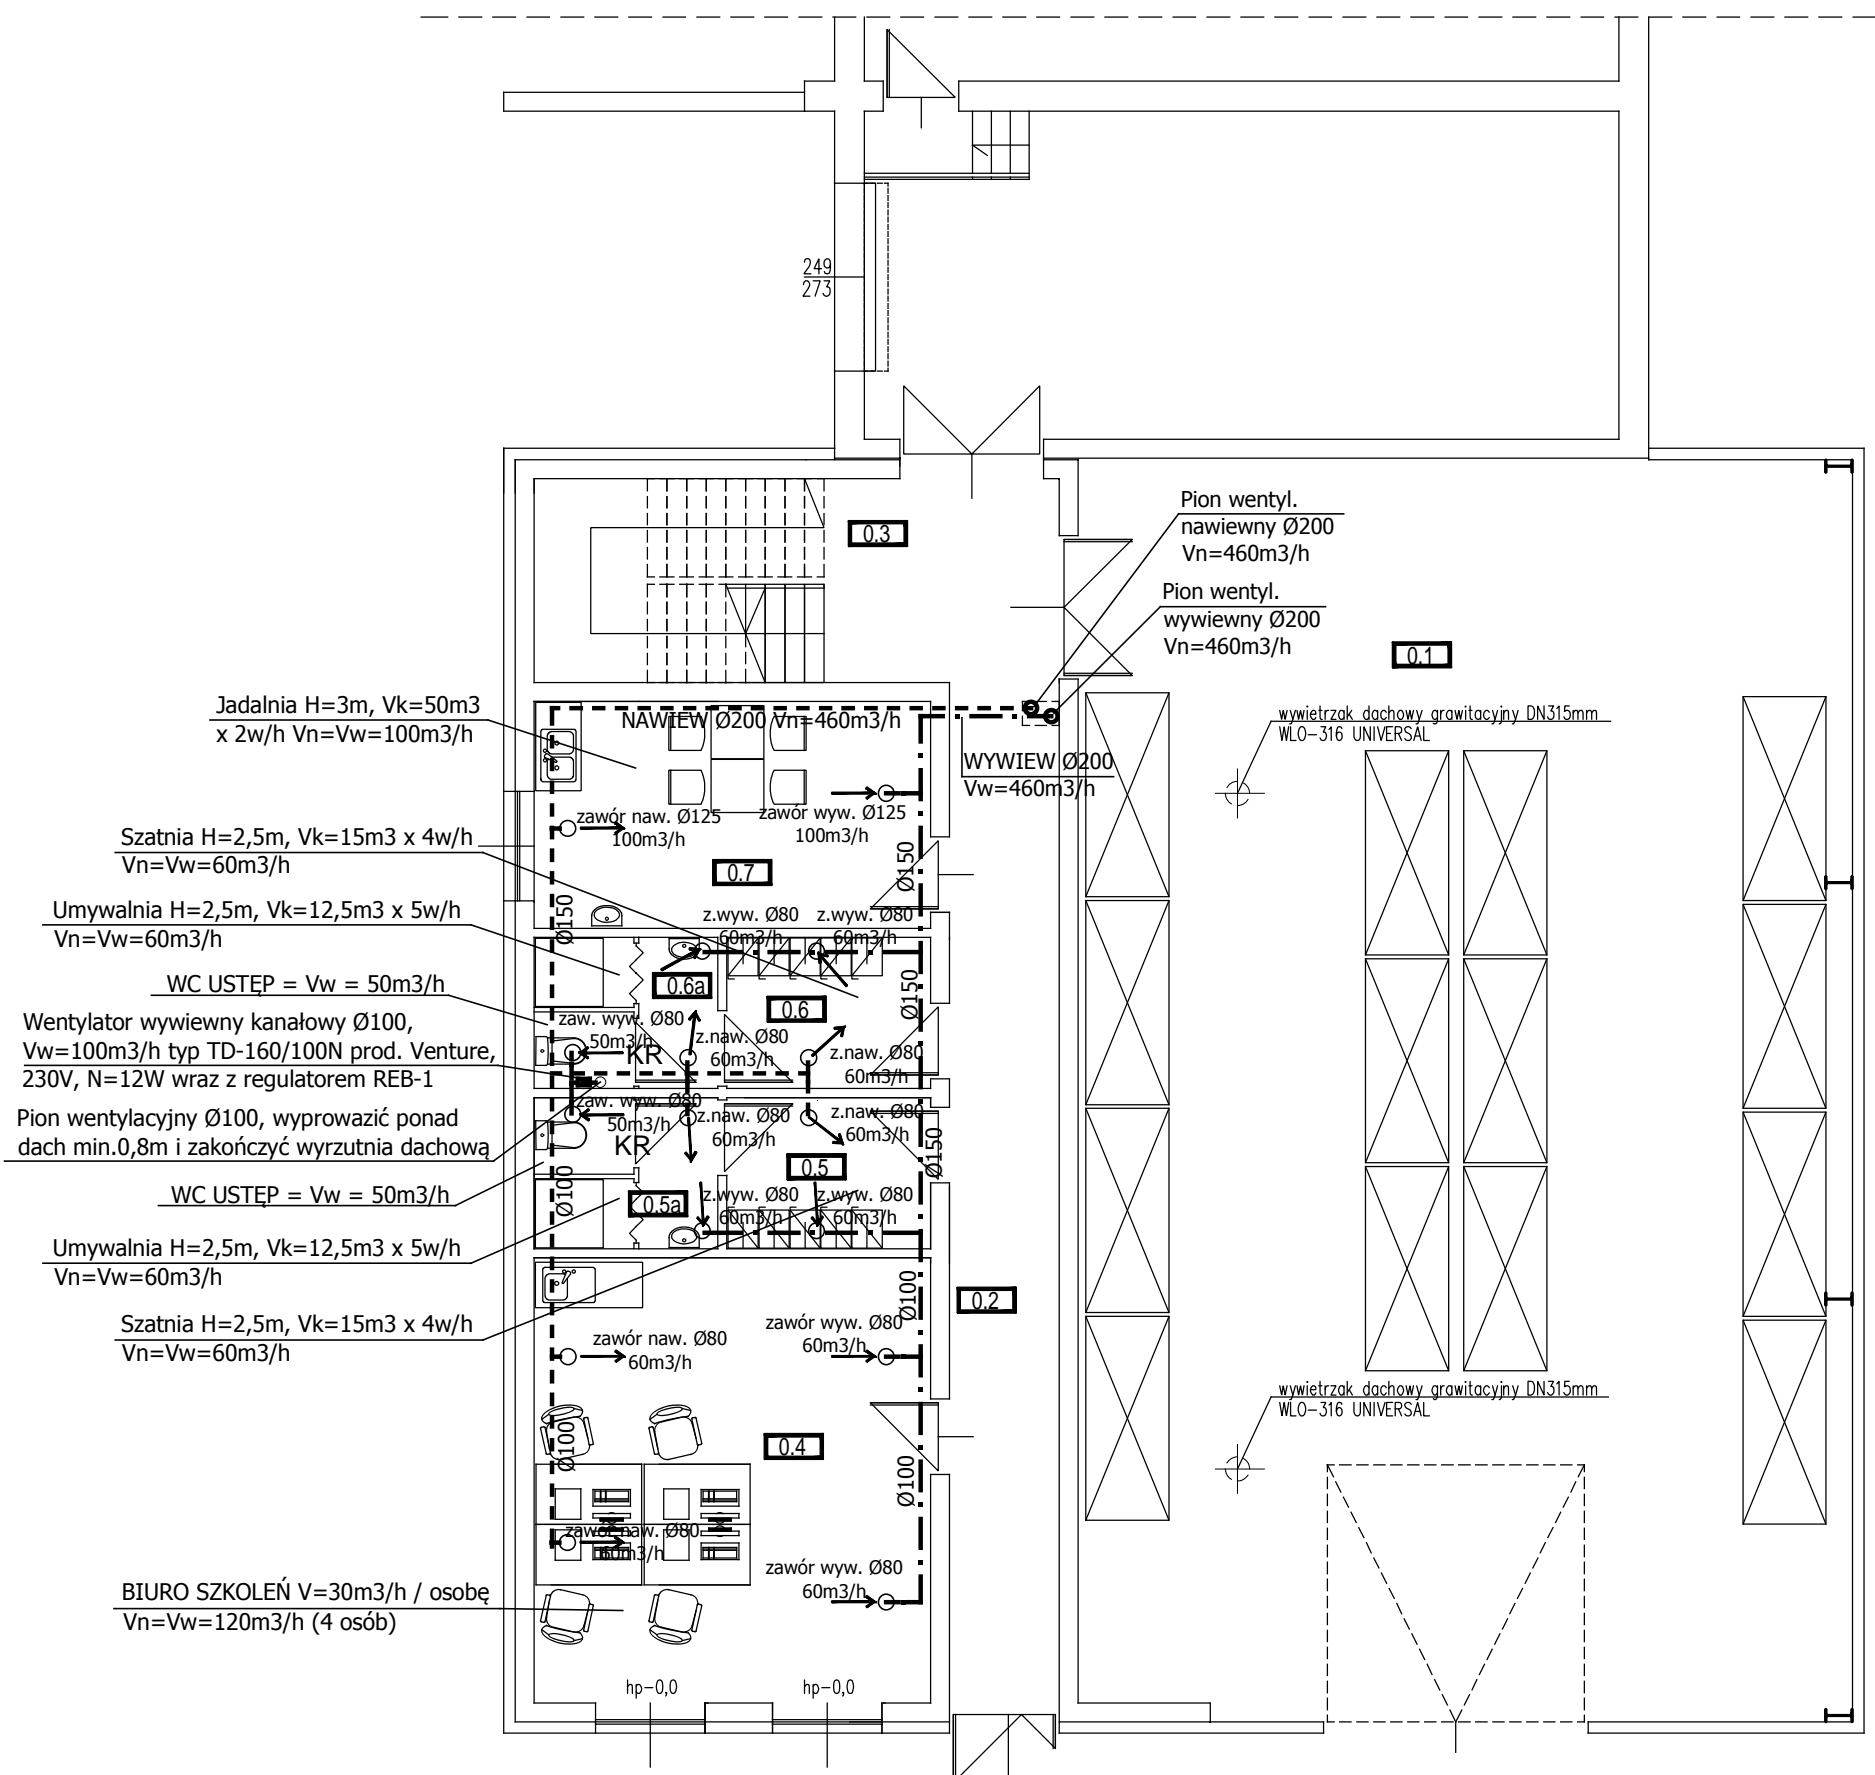 249
273
0.3
Pion wentyl.
nawiewny Ø200
Vn=460m3/h
Pion wentyl.
wywiewny Ø200
Vn=460m3/h
0.1
Jadalnia H=3m, Vk=50m3
x 2w/h Vn=Vw=100m3/h
NAWIEW Ø200 Vn=460m3/h
WYWIEW Ø200
Vw=460m3/h
wywietrzak dachowy grawitacyjny DN315mm
WLO-316 UNIVERSAL
zawór naw. Ø125
100m3/h
zawór wyw. Ø125
100m3/h
Szatnia H=2,5m, Vk=15m3 x 4w/h
Vn=Vw=60m3/h
0.7
Ø150
Ø150
Umywalnia H=2,5m, Vk=12,5m3 x 5w/h
Vn=Vw=60m3/h
z.wyw. Ø80
60m3/h
z.wyw. Ø80
60m3/h
WC USTĘP = Vw = 50m3/h
0.6a
0.6
Ø150
Wentylator wywiewny kanałowy Ø100,
Vw=100m3/h typ TD-160/100N prod. Venture,
230V, N=12W wraz z regulatorem REB-1
zaw. wyw. Ø80
50m3/h
KR
z.naw. Ø80
60m3/h
z.naw. Ø80
60m3/h
Pion wentylacyjny Ø100, wyprowazić ponad
dach min.0,8m i zakończyć wyrzutnia dachową
zaw. wyw. Ø80
50m3/h
KR
z.naw. Ø80
60m3/h
z.naw. Ø80
60m3/h
Ø150
WC USTĘP = Vw = 50m3/h
Ø100
0.5a
0.5
z.wyw. Ø80
60m3/h
z.wyw. Ø80
60m3/h
Umywalnia H=2,5m, Vk=12,5m3 x 5w/h
Vn=Vw=60m3/h
Ø100
0.2
Szatnia H=2,5m, Vk=15m3 x 4w/h
Vn=Vw=60m3/h
zawór naw. Ø80
60m3/h
zawór wyw. Ø80
60m3/h
wywietrzak dachowy grawitacyjny DN315mm
WLO-316 UNIVERSAL
Ø100
0.4
Ø100
zawór naw. Ø80
60m3/h
zawór wyw. Ø80
60m3/h
BIURO SZKOLEŃ V=30m3/h / osobę
Vn=Vw=120m3/h (4 osób)
hp-0,0
hp-0,0